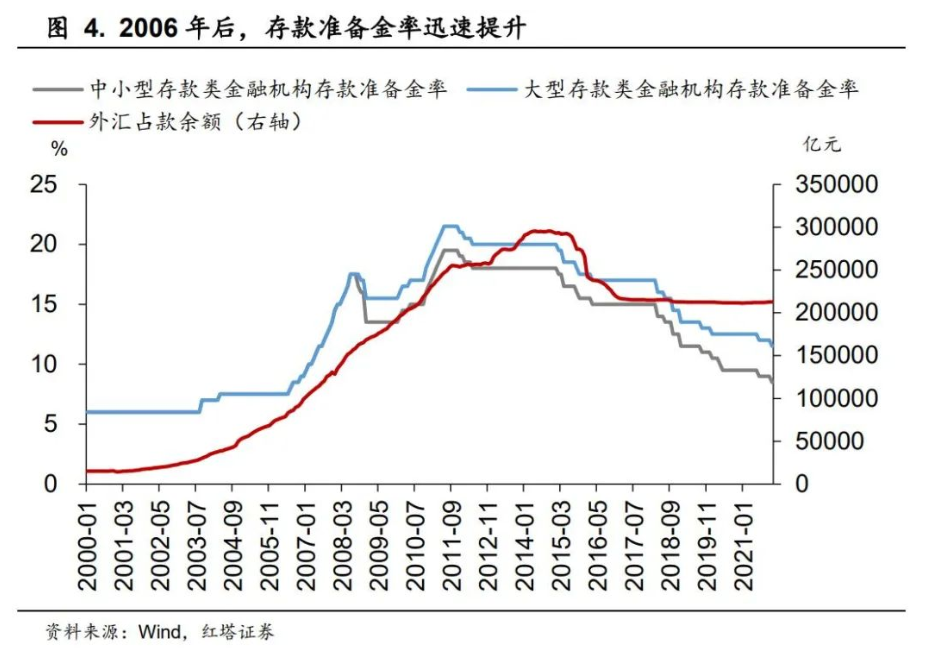 图 4. 2006 年后，存款准备金率迅速提升
中小型存款类金融机构存款准备金率 大型存款类金融机构存款准备金率
外汇占款余额（右轴）
% 亿元
25 350000
300000
20 250000
15 200000
150000
10 100000
5 50000
0 0
2000-01 2001-03 2002-05 2003-07 2004-09 2005-11 2007-01 2008-03 2009-05 2010-07 2011-09 2012-11 2014-01 2015-03 2016-05 2017-07 2018-09 2019-11 2021-01
资料来源：Wind，红塔证券